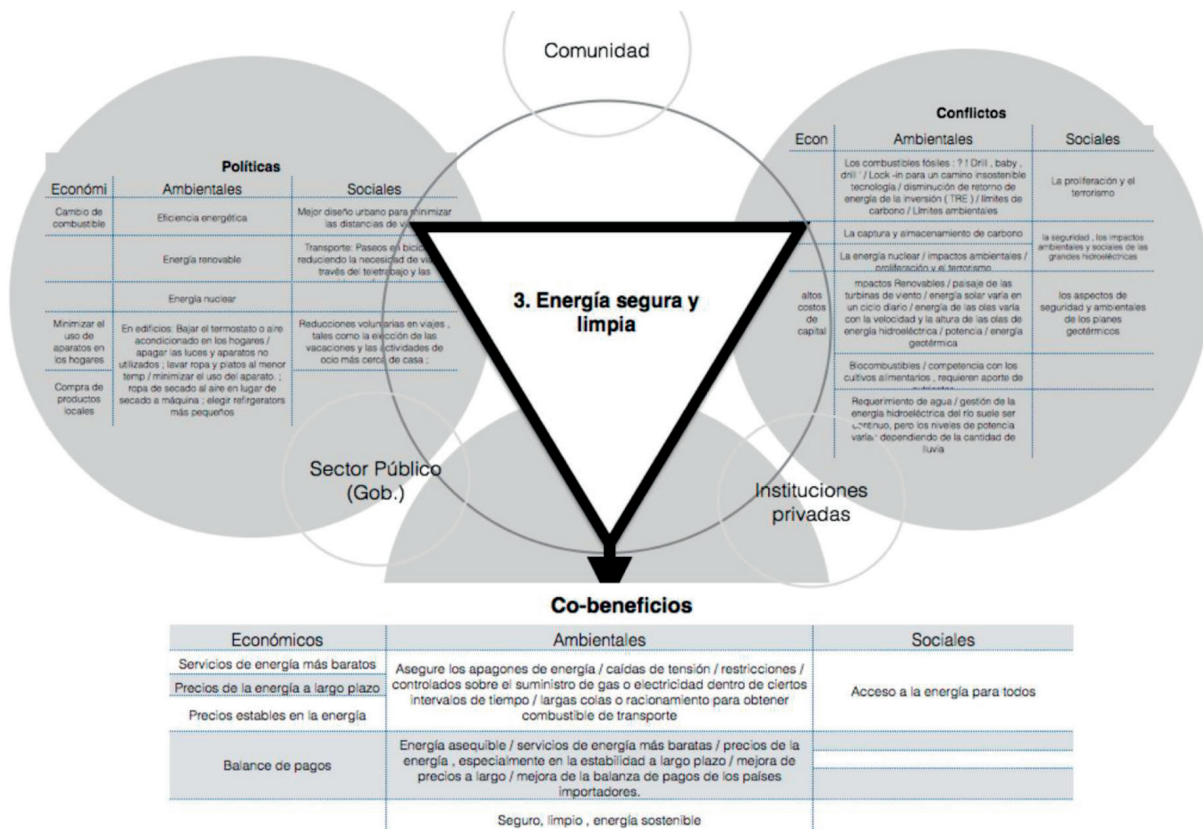 Comunidad
Políticas
Económi Ambientales Sociales
Cambio de
combustible
Eficiencia energética
Mejor diseño urbano para minimizar
las distancias de
Energía renovable
Transporte: Paseos en
reduciendo la necesidad de
través del teletrabajo y las
Energía nuclear
Minimizar el
uso de
aparatos en
los hogares
En edificios: Bajar el termostato o aire
acondicionado en los hogares /
apagar las luces y aparatos no
utilizados ; lavar ropa y platos al menor
temp / minimizar el uso del aparato. ;
ropa de secado al aire en lugar de
secado a máquina ; elegir refirgerators
más pequeños
Reducciones voluntarias en viajes ,
tales como la elección de las
vacaciones y las actividades de
ocio más cerca de casa ;
Compra de
productos
locales
Conflictos
Econ Ambientales Sociales
Los combustibles fósiles : ? ! Drill , baby ,
drill ' / Lock -in para un camino insostenible
tecnología / disminución de retorno de
energía de la inversión ( TRE ) / límites de
carbono / Límites ambientales
La proliferación y el
terrorismo
La captura y almacenamiento de carbono
La energía nuclear / impactos ambientales /
proliferación y el terrorismo
la seguridad , los impactos
ambientales y sociales de las
grandes hidroeléctricas
altos
costos
de
capital
mpactos Renovables / paisaje de las
turbinas de viento / energía solar varía en
un ciclo diario / energía de las olas varía
con la velocidad y la altura de las olas de
energía hidroeléctrica / potencia / energía
geotérmica
los aspectos de
seguridad y ambientales
de los planes
geotérmicos
Biocombustibles / competencia con los
cultivos alimentarios , requieren aporte de
Requerimiento de agua / gestión de la
energía hidroeléctrica del río suele ser
continuo, pero los niveles de potencia
varían dependiendo de la cantidad de
lluvia
3. Energía segura y
limpia
Sector Público
(Gob.)
Instituciones
privadas
Co-beneficios
Económicos Ambientales Sociales
Servicios de energía más baratos
Precios de la energía a largo plazo
Precios estables en la energía
Asegure los apagones de energía / caídas de tensión / restricciones /
controlados sobre el suministro de gas o electricidad dentro de ciertos
intervalos de tiempo / largas colas o racionamiento para obtener
combustible de transporte
Acceso a la energía para todos
Balance de pagos
Energía asequible / servicios de energía más baratas / precios de la
energía , especialmente en la estabilidad a largo plazo / mejora de
precios a largo / mejora de la balanza de pagos de los países
importadores.
Seguro, limpio , energía sostenible